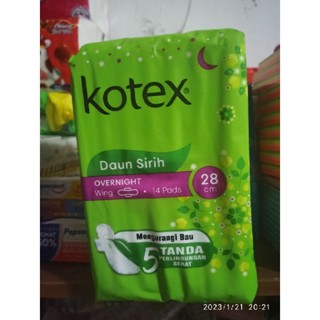 kotex
Daun Sirih
OVERNIGHT
Wing 14 Pads
28
cm
Mengurangi Bau
5 TANDA
PERLINDUNGAN
2023/1/21 20:21